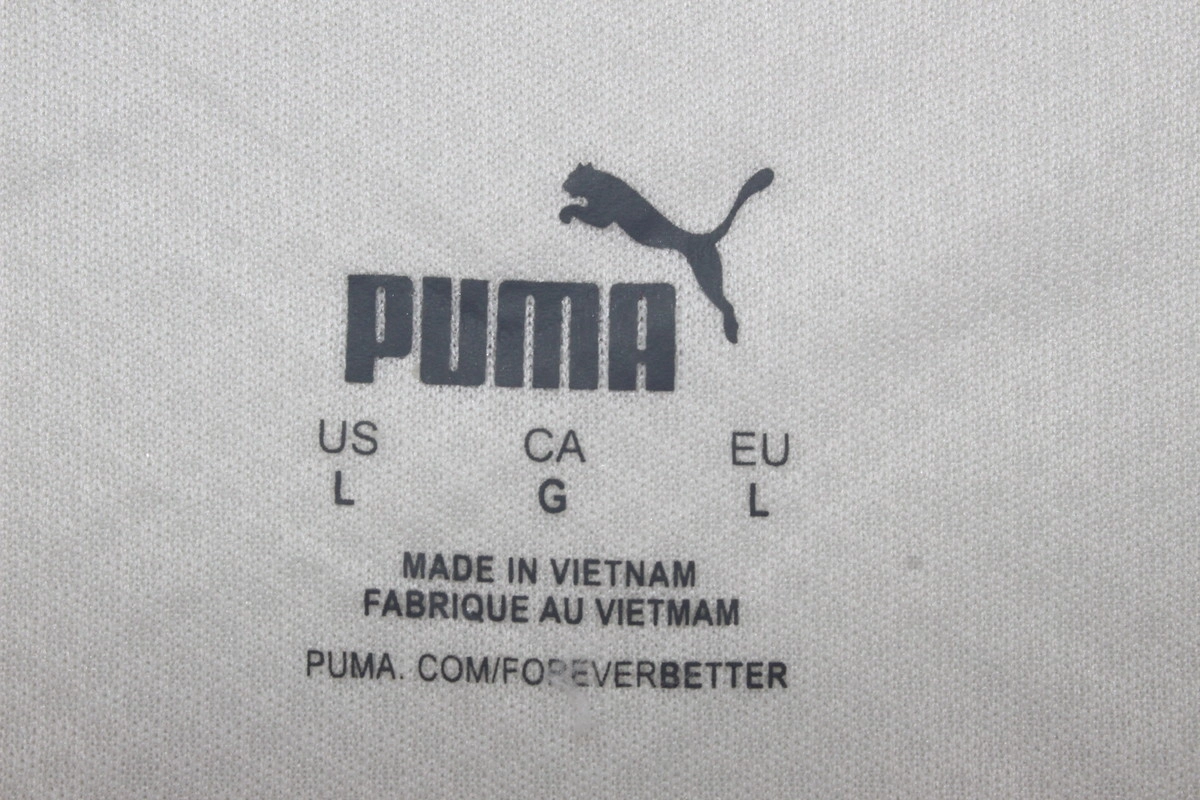 PUMA
US CA EU
L G L
MADE IN VIETNAM
FABRIQUE AU VIETMAM
PUMA. COM/FOREVERBETTER